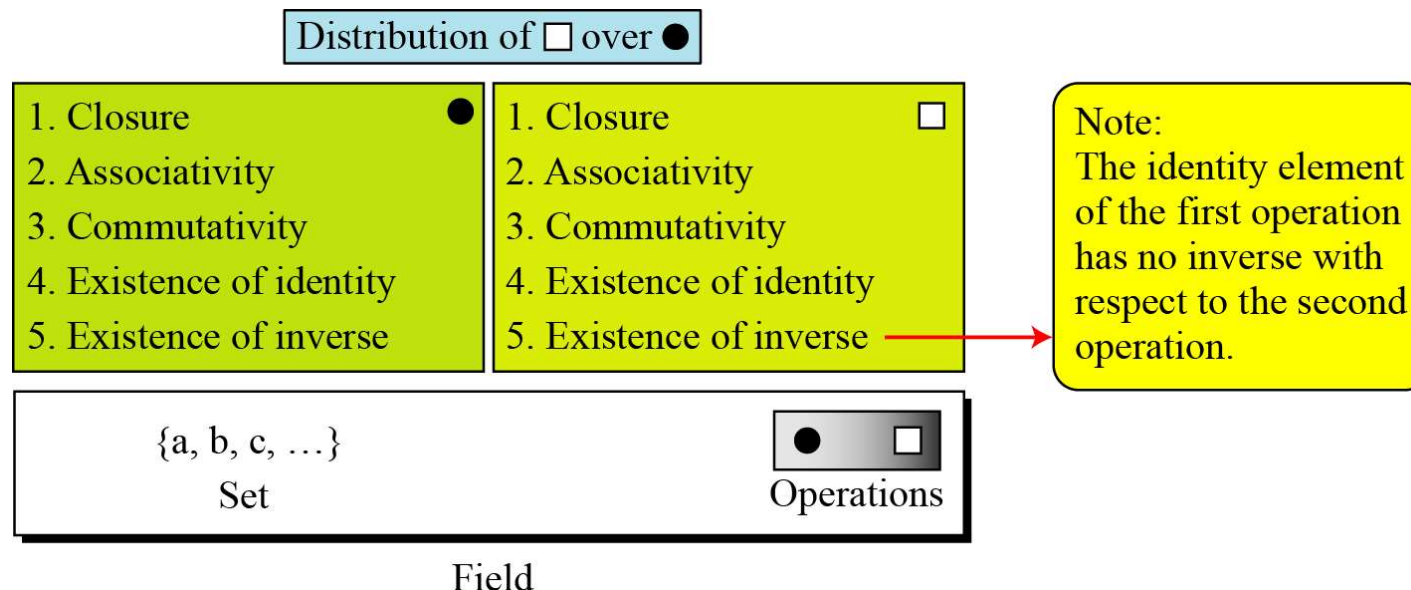 Distribution of □ over ●
1. Closure
2. Associativity
3. Commutativity
4. Existence of identity
5. Existence of inverse
1. Closure
2. Associativity
3. Commutativity
4. Existence of identity
5. Existence of inverse
Note:
The identity element
of the first operation
has no inverse with
respect to the second
operation.
{a, b, c, …}
Set
Operations
Field